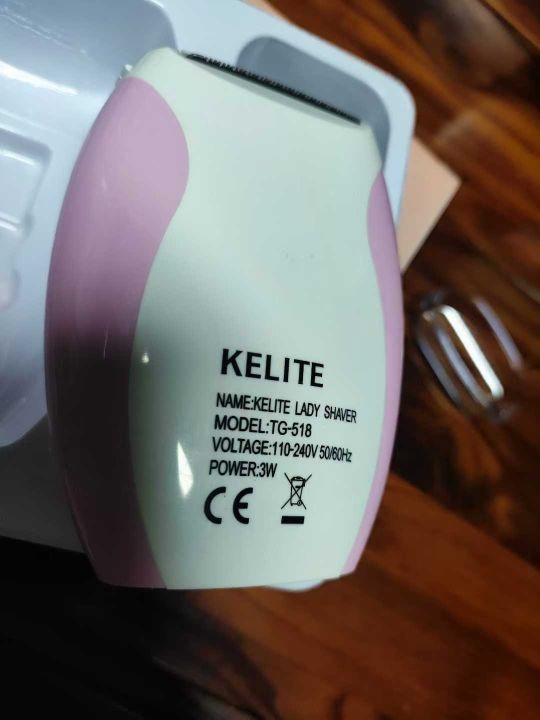 KELITE
NAME:KELITE LADY SHAVER
MODEL:TG-518
VOLTAGE:110-240V 50/60Hz
POWER:3W
CE